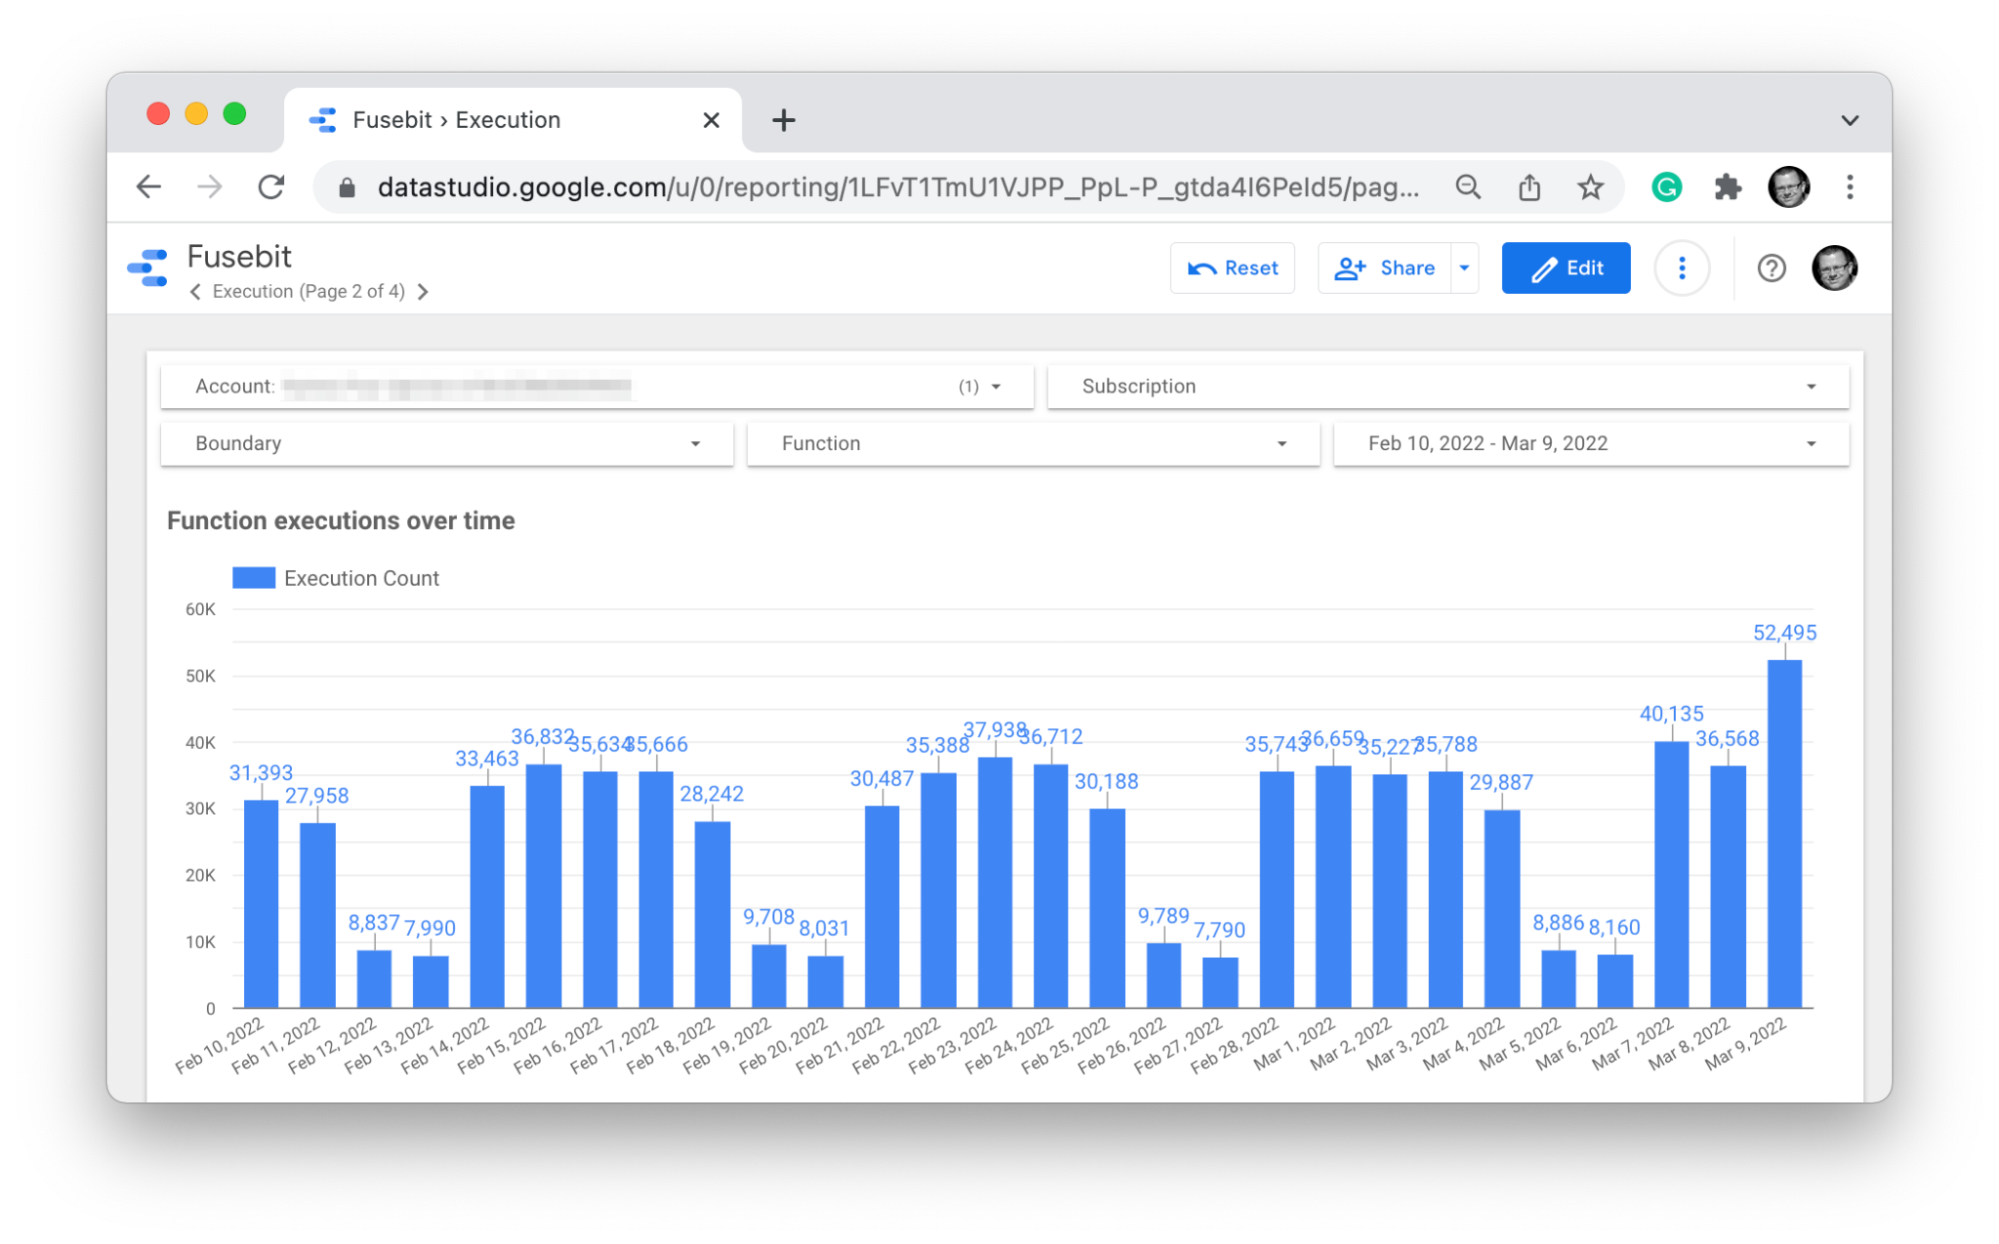 Fusebit › Execution
datastudio.google.com/u/0/reporting/1LFvT1TmU1VJPP_PpL-P_gtda4I6PeId5/pag...
Fusebit
Execution (Page 2 of 4)
Reset
Share
Edit
Account:
(1)
Subscription
Boundary
Function
Feb 10, 2022 - Mar 9, 2022
Function executions over time
Execution Count
60K
50K
40K
30K
20K
10K
0
31,393
27,958
8,837
7,990
33,463
36,832
35,634
35,666
28,242
9,708
8,031
30,487
35,388
37,938
36,712
30,188
9,789
7,790
35,743
36,659
35,227
35,788
29,887
8,886
8,160
40,135
36,568
52,495
Feb 10, 2022
Feb 11, 2022
Feb 12, 2022
Feb 13, 2022
Feb 14, 2022
Feb 15, 2022
Feb 16, 2022
Feb 17, 2022
Feb 18, 2022
Feb 19, 2022
Feb 20, 2022
Feb 21, 2022
Feb 22, 2022
Feb 23, 2022
Feb 24, 2022
Feb 25, 2022
Feb 26, 2022
Feb 27, 2022
Feb 28, 2022
Mar 1, 2022
Mar 2, 2022
Mar 3, 2022
Mar 4, 2022
Mar 5, 2022
Mar 6, 2022
Mar 7, 2022
Mar 8, 2022
Mar 9, 2022